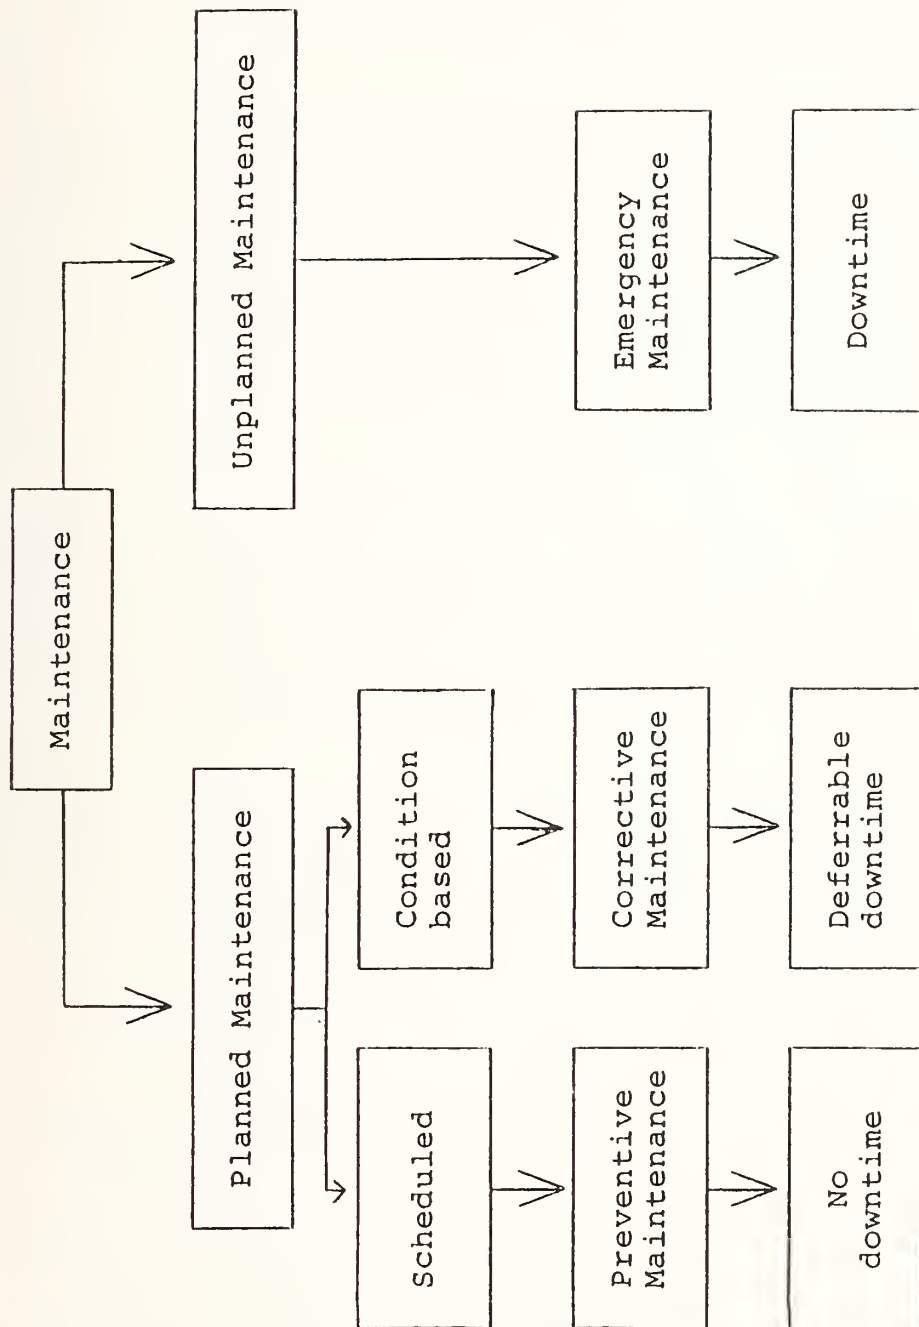 Maintenance
Planned Maintenance
Unplanned Maintenance
Scheduled
Condition
based
Preventive
Maintenance
Corrective
Maintenance
Emergency
Maintenance
No
downtime
Deferrable
downtime
Downtime